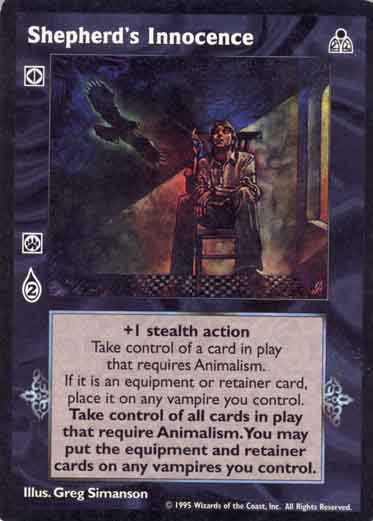 Shepherd's Innocence
2
+1 stealth action
Take control of a card in play
that requires Animalism.
If it is an equipment or retainer card,
place it on any vampire you control.
Take control of all cards in play
that require Animalism. You may
put the equipment and retainer
cards on any vampires you control.
Illus. Greg Simanson
© 1995 Wizards of the Coast, Inc. All Rights Reserved.